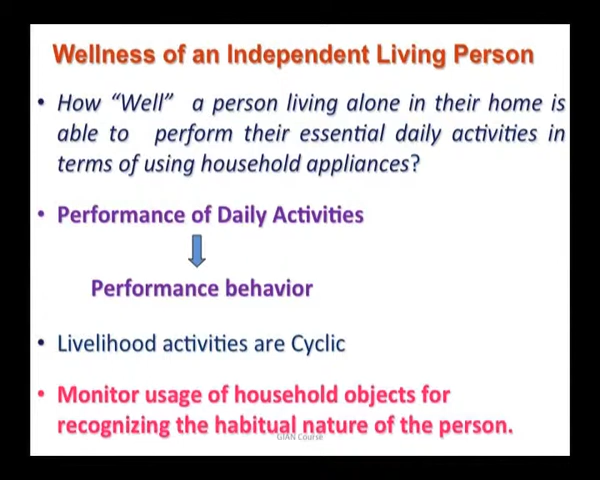 Wellness of an Independent Living Person
• How “Well” a person living alone in their home is
able to perform their essential daily activities in
terms of using household appliances?
• Performance of Daily Activities
Performance behavior
• Livelihood activities are Cyclic
• Monitor usage of household objects for
recognizing the habitual nature of the person.
GIAN Course